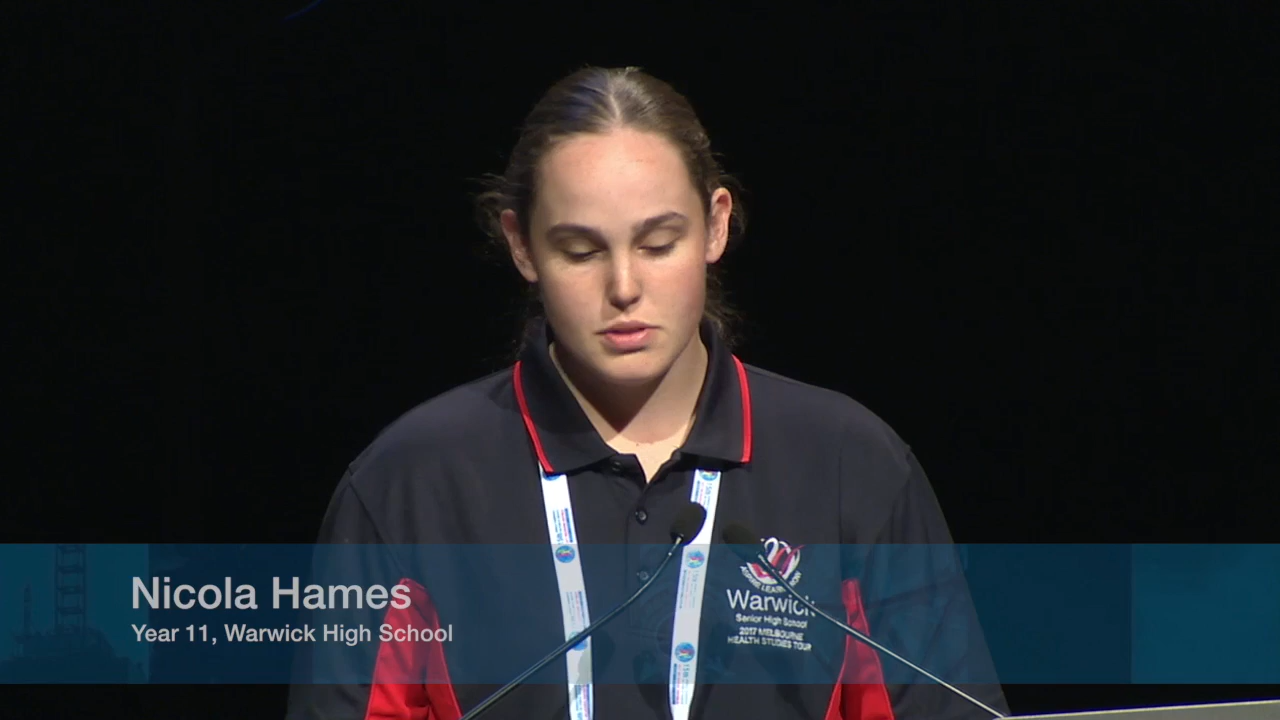 Warwick
Senior High School
2017 MELBOURNE
HEALTH STUDIES TOUR
Nicola Hames
Year 11, Warwick High School